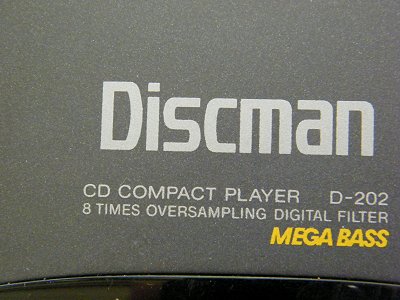 Discman
CD COMPACT PLAYER D-202
8 TIMES OVERSAMPLING DIGITAL FILTER
MEGA BASS